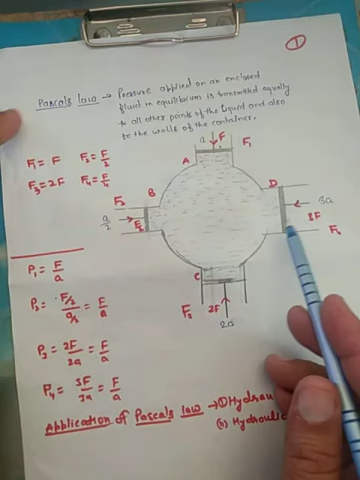 1
Pascals law → Pressure applied on an enclosed
fluid in equilibrium is transmitted equally
to all other points of the liquid and also
to the walls of the container.
F₁ = F F₂ = F/2
F₃ = 2F F₄ = F/4
a F F₁
A
D
B
F₂
a/2
F/2
3a
3F
F₄
C
F₃ 2F
2a
P₁ = F/a
P₂ = F/2 / a/2 = F/a
P₃ = 2F/2a = F/a
P₄ = 3F/3a = F/a
Application of Pascals law → (i) Hydrau
(ii) Hydraulic